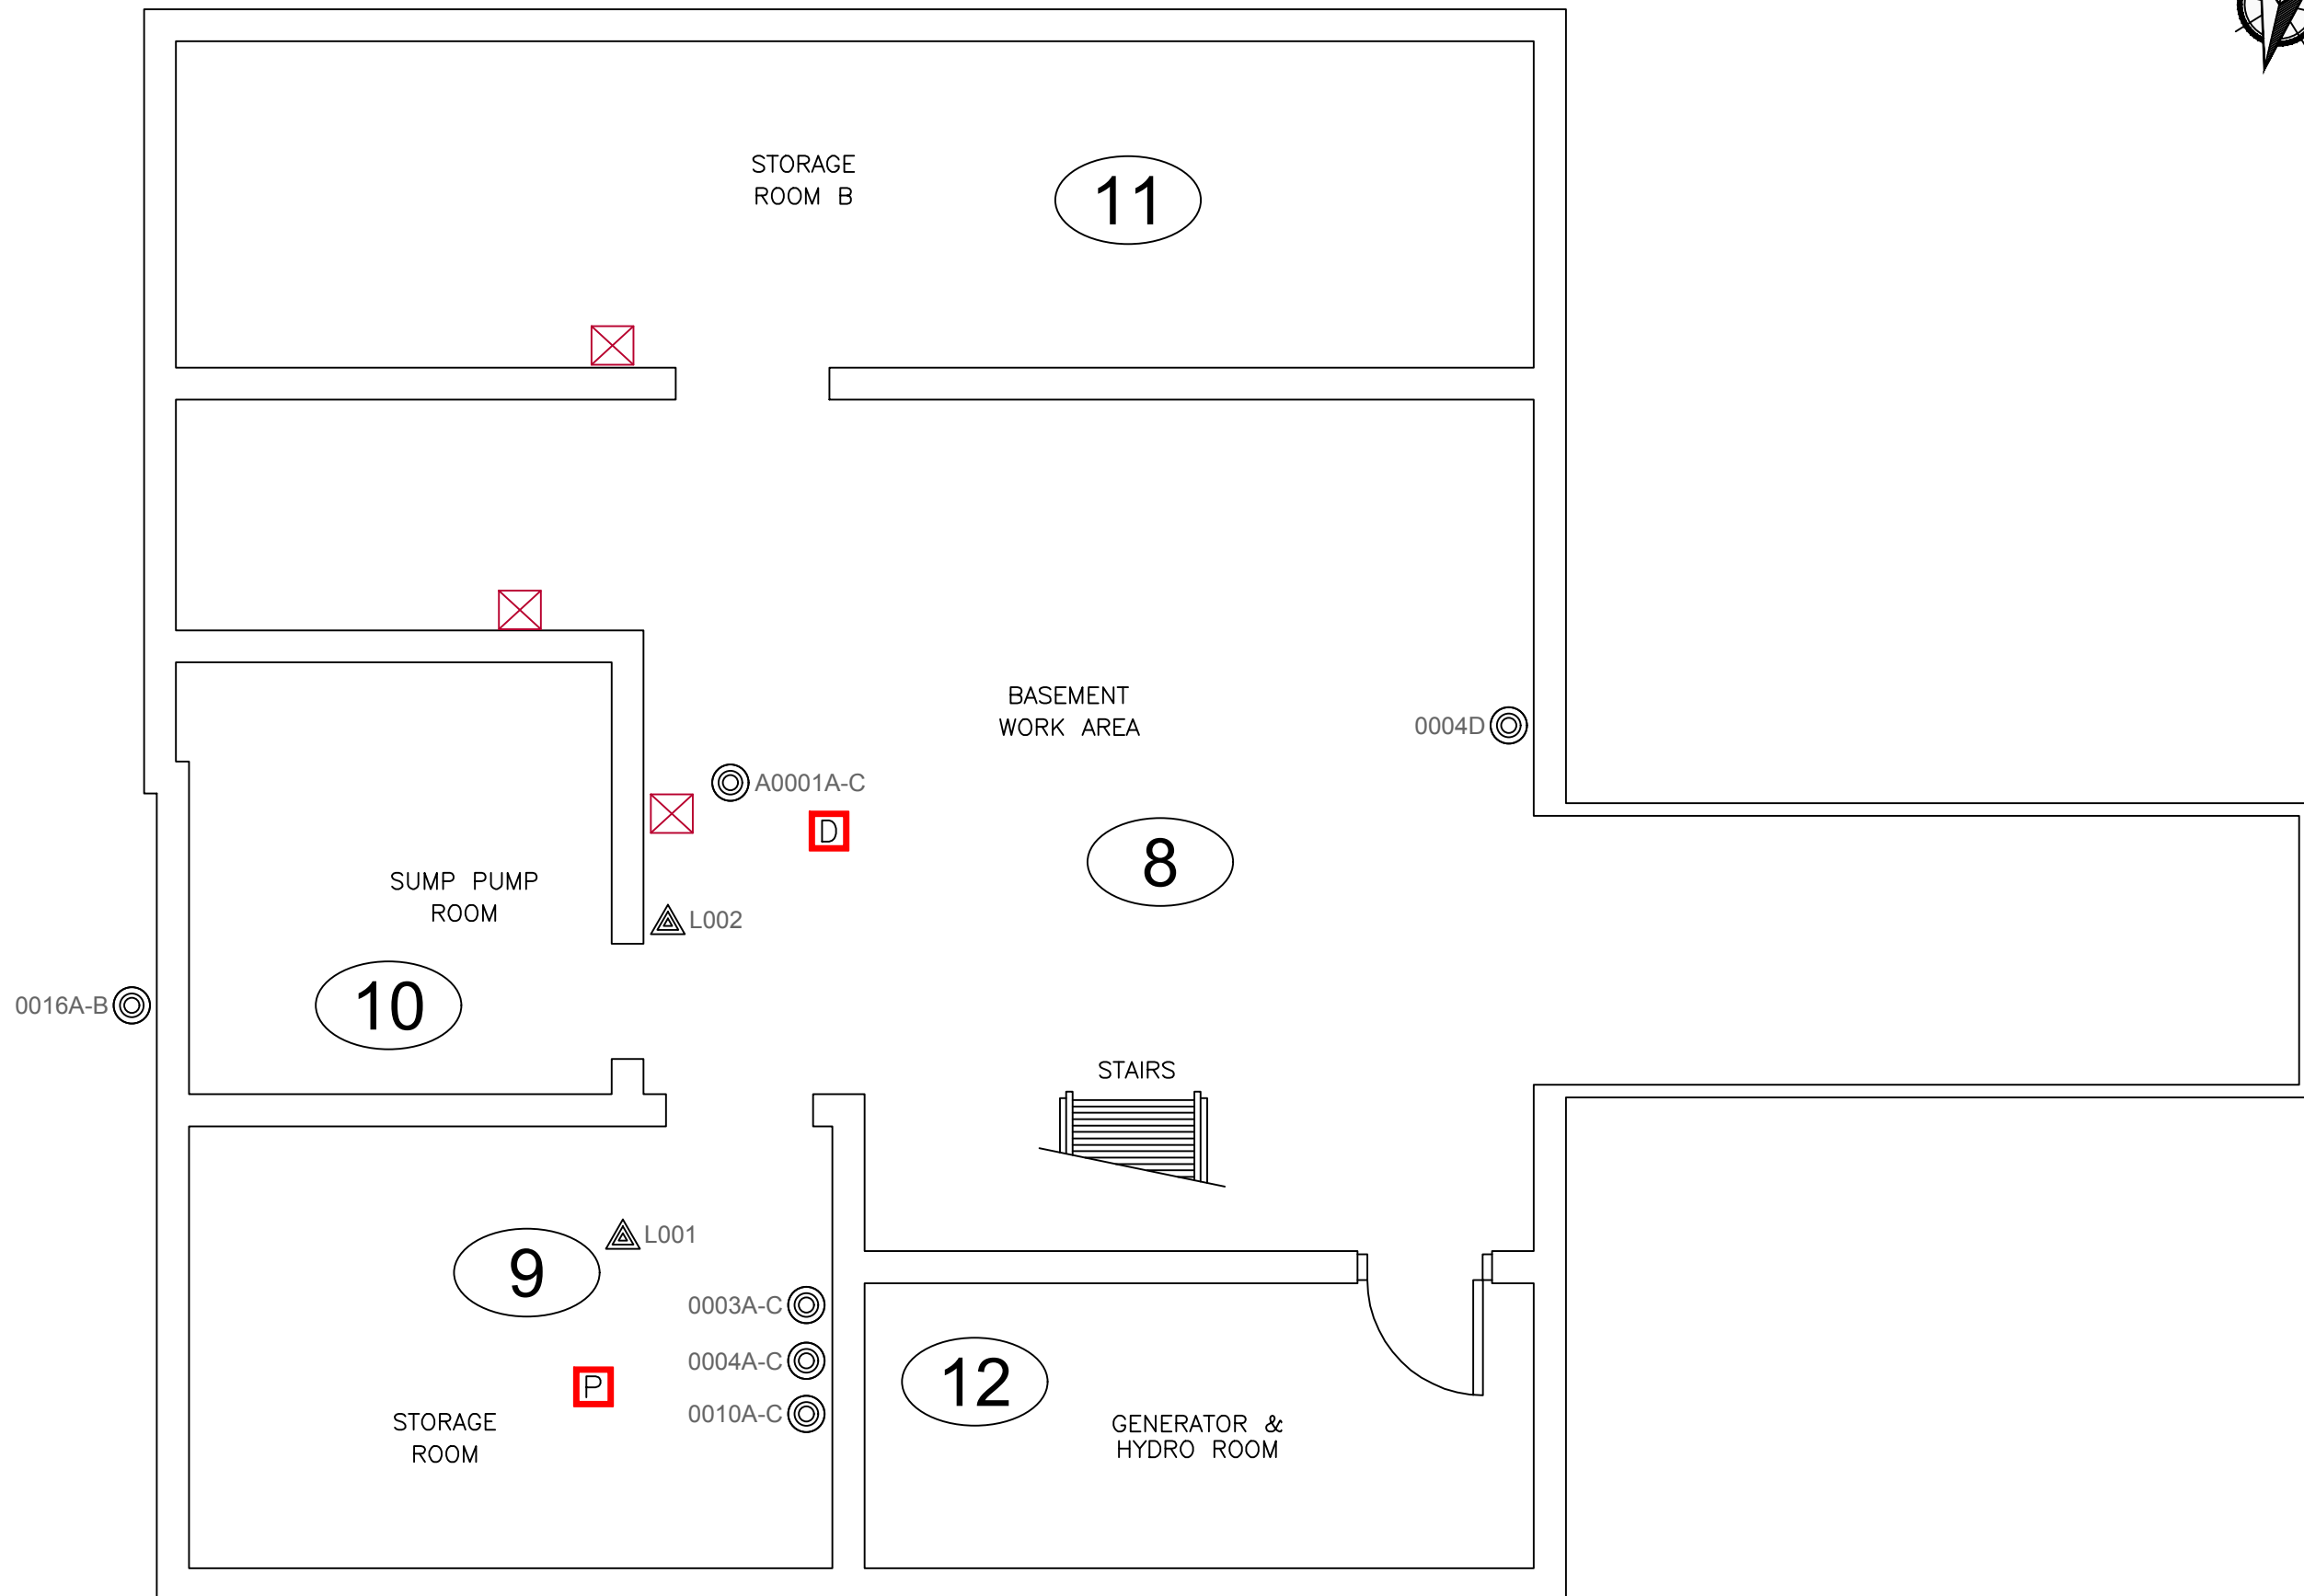 STORAGE
ROOM B
11
BASEMENT
WORK AREA
0004D
A0001A-C
D
8
SUMP PUMP
ROOM
L002
10
0016A-B
STAIRS
L001
9
0003A-C
0004A-C
0010A-C
P
STORAGE
ROOM
12
GENERATOR &
HYDRO ROOM